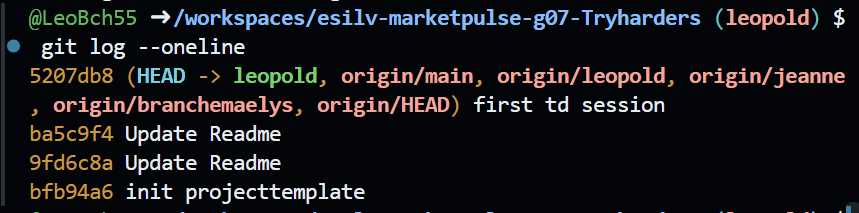 @LeoBch55 ➜/workspaces/esilv-marketpulse-g07-Tryharders (leopold) $
git log --oneline
5207db8 (HEAD -> leopold, origin/main, origin/leopold, origin/jeanne
, origin/branchemaelys, origin/HEAD) first td session
ba5c9f4 Update Readme
9fd6c8a Update Readme
bfb94a6 init projecttemplate